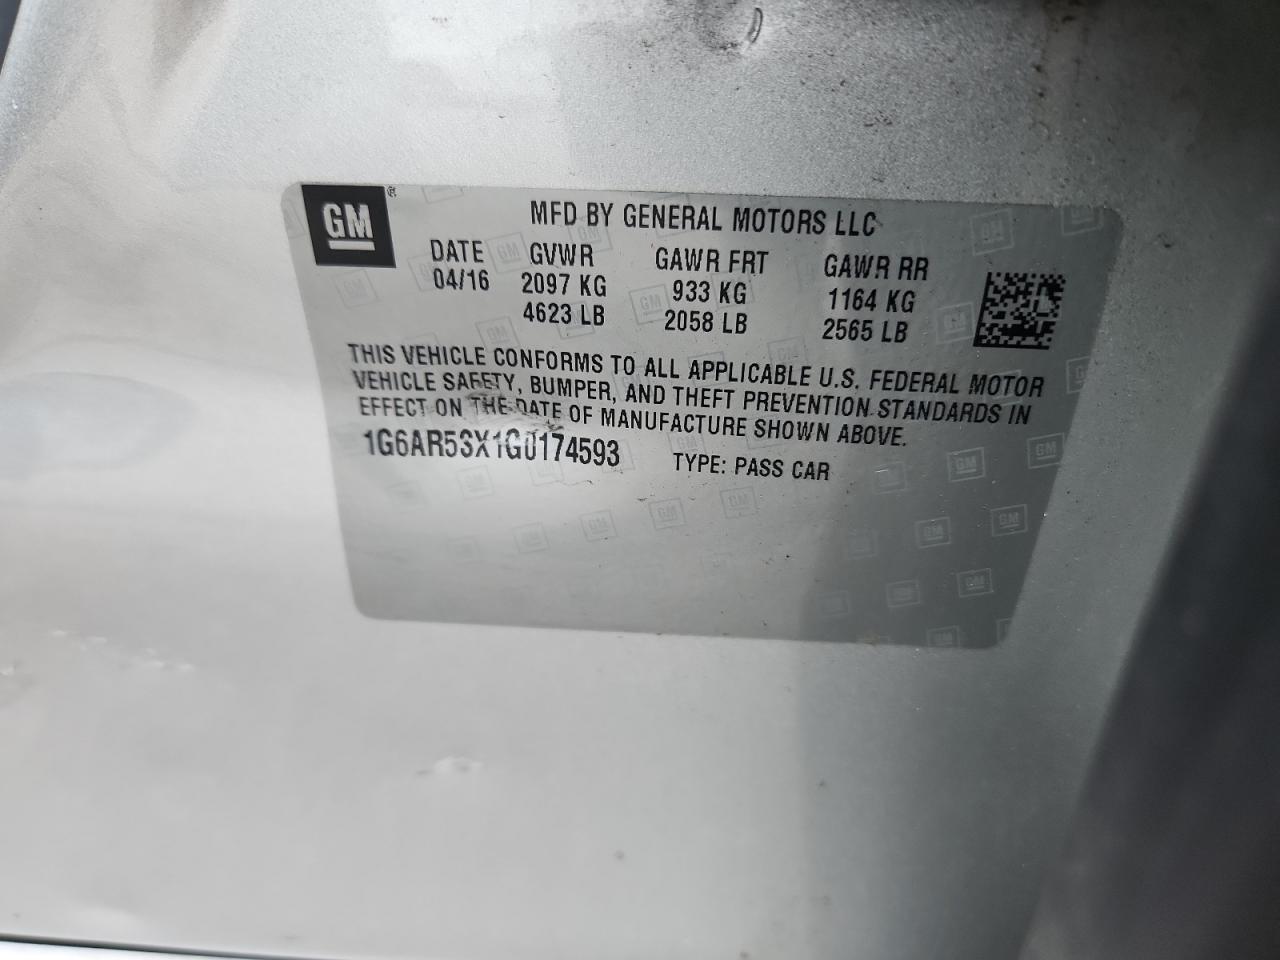 GM ®
MFD BY GENERAL MOTORS LLC
DATE GVWR GAWR FRT GAWR RR
04/16 2097 KG 933 KG 1164 KG
4623 LB 2058 LB 2565 LB
THIS VEHICLE CONFORMS TO ALL APPLICABLE U.S. FEDERAL MOTOR
VEHICLE SAFETY, BUMPER, AND THEFT PREVENTION STANDARDS IN
EFFECT ON THE DATE OF MANUFACTURE SHOWN ABOVE.
1G6AR5SX1G0174593 TYPE: PASS CAR